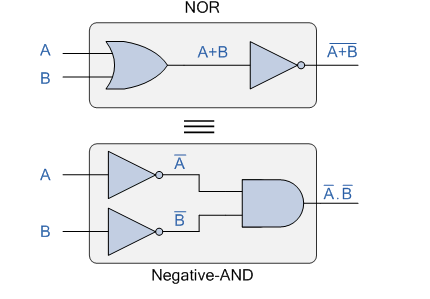 NOR
A
B
A+B
A̅+̅B̅
A
A̅
B
B̅
A̅.B̅
Negative-AND